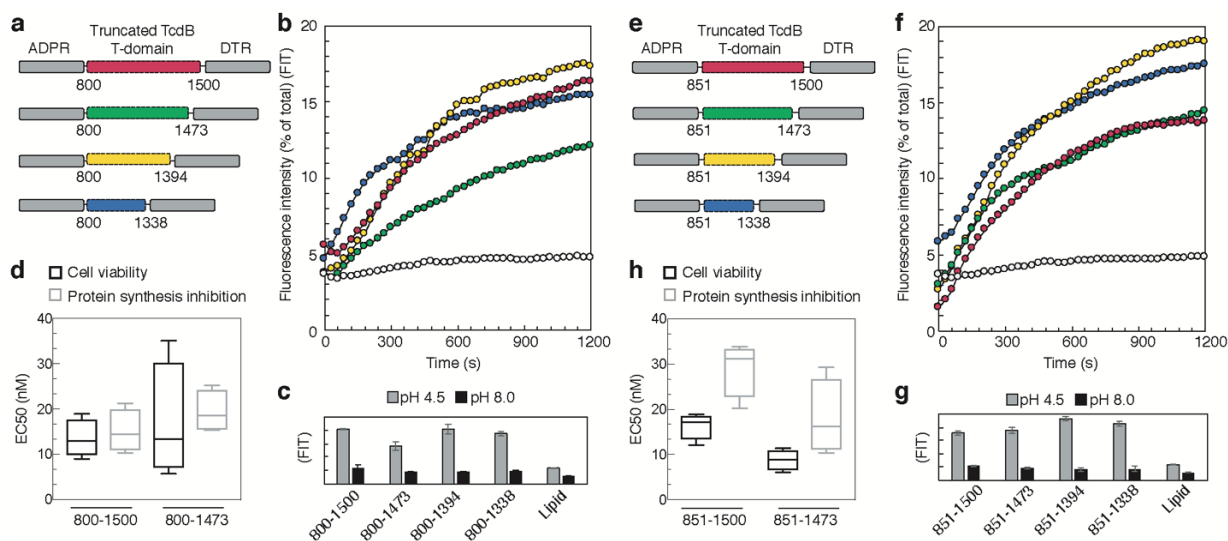 a
Truncated TcdB
ADPR T-domain DTR
800 1500
800 1473
800 1394
800 1338
b
Fluorescence intensity (% of total) (FIT)
20
15
10
5
0
0 300 600 900 1200
Time (s)
c
pH 4.5 pH 8.0
(FIT)
800-1500 800-1473 800-1394 800-1338 Lipid
d
Cell viability
Protein synthesis inhibition
EC50 (nM)
40
30
20
10
0
800-1500 800-1473
e
Truncated TcdB
ADPR T-domain DTR
851 1500
851 1473
851 1394
851 1338
f
Fluorescence intensity (% of total) (FIT)
20
15
10
5
0
0 300 600 900 1200
Time (s)
g
pH 4.5 pH 8.0
(FIT)
851-1500 851-1473 851-1394 851-1338 Lipid
h
Cell viability
Protein synthesis inhibition
EC50 (nM)
40
30
20
10
0
851-1500 851-1473